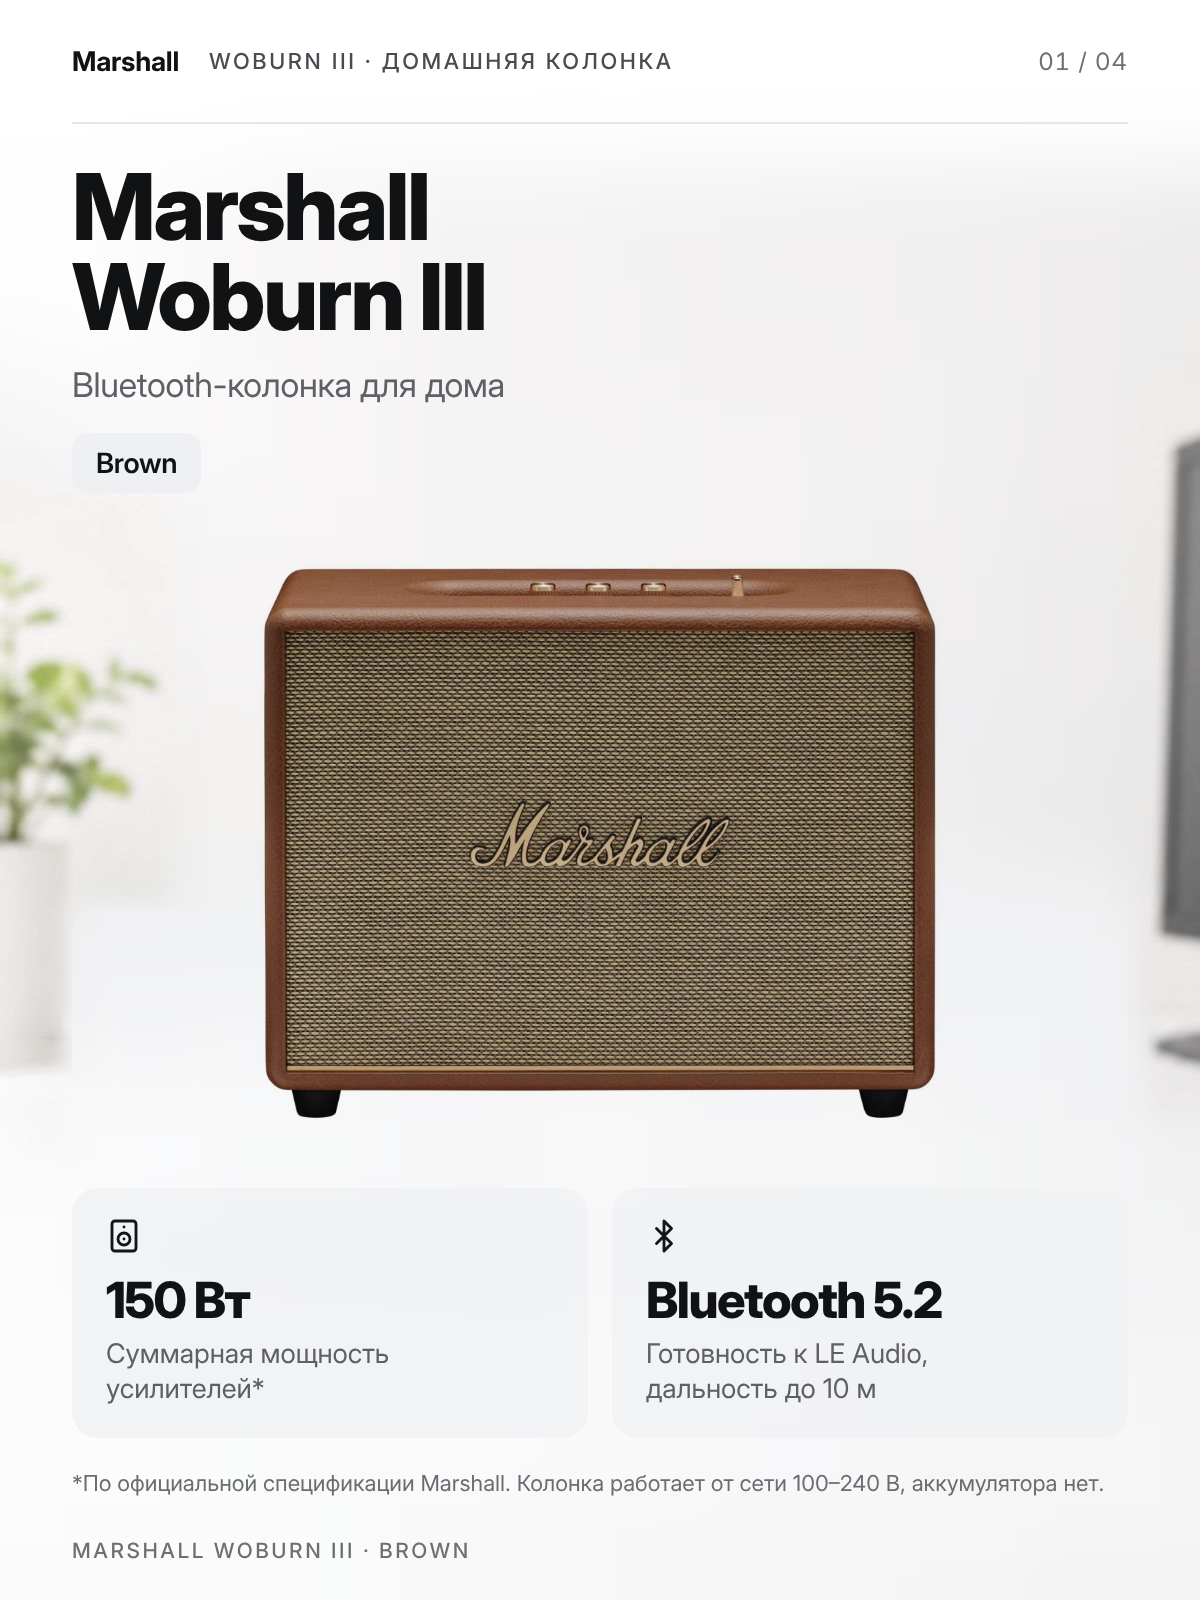 Marshall WOBURN III · ДОМАШНЯЯ КОЛОНКА 01 / 04
Marshall
Woburn III
Bluetooth-колонка для дома
Brown
Marshall
150 Вт
Суммарная мощность
усилителей*
Bluetooth 5.2
Готовность к LE Audio,
дальность до 10 м
*По официальной спецификации Marshall. Колонка работает от сети 100–240 В, аккумулятора нет.
MARSHALL WOBURN III · BROWN